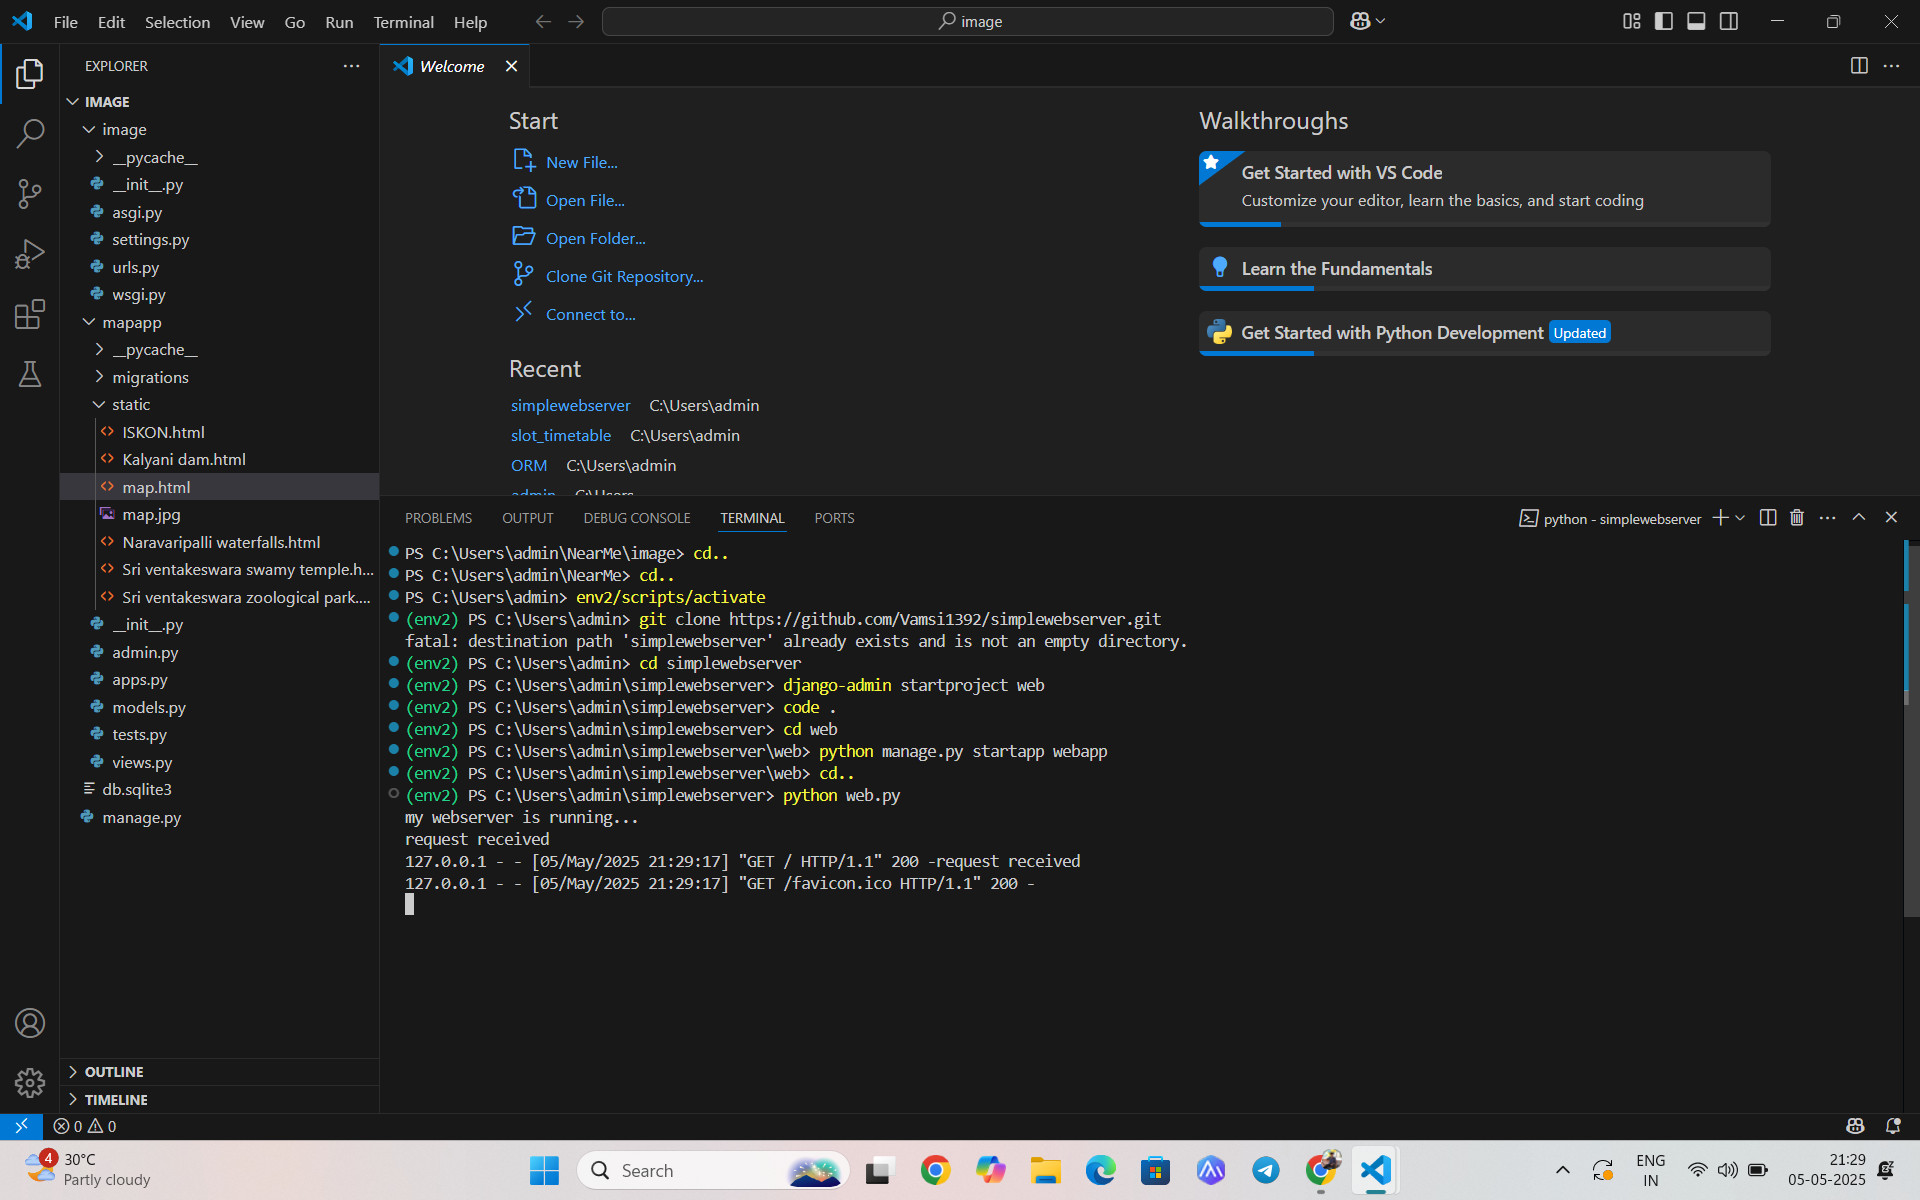 File Edit Selection View Go Run Terminal Help
image
EXPLORER
IMAGE
image
__pycache__
__init__.py
asgi.py
settings.py
urls.py
wsgi.py
mapapp
__pycache__
migrations
static
ISKON.html
Kalyani dam.html
map.html
map.jpg
Naravaripalli waterfalls.html
Sri ventakeswara swamy temple.h...
Sri ventakeswara zoological park....
__init__.py
admin.py
apps.py
models.py
tests.py
views.py
db.sqlite3
manage.py
OUTLINE
TIMELINE
Welcome
Start
New File...
Open File...
Open Folder...
Clone Git Repository...
Connect to...
Recent
simplewebserver C:\Users\admin
slot_timetable C:\Users\admin
ORM C:\Users\admin
admin C:\Users
Walkthroughs
Get Started with VS Code
Customize your editor, learn the basics, and start coding
Learn the Fundamentals
Get Started with Python Development Updated
PROBLEMS OUTPUT DEBUG CONSOLE TERMINAL PORTS
python - simplewebserver
PS C:\Users\admin\NearMe\image> cd..
PS C:\Users\admin\NearMe> cd..
PS C:\Users\admin> env2/scripts/activate
(env2) PS C:\Users\admin> git clone https://github.com/Vamsi1392/simplewebserver.git
fatal: destination path 'simplewebserver' already exists and is not an empty directory.
(env2) PS C:\Users\admin> cd simplewebserver
(env2) PS C:\Users\admin\simplewebserver> django-admin startproject web
(env2) PS C:\Users\admin\simplewebserver> code .
(env2) PS C:\Users\admin\simplewebserver> cd web
(env2) PS C:\Users\admin\simplewebserver\web> python manage.py startapp webapp
(env2) PS C:\Users\admin\simplewebserver\web> cd..
(env2) PS C:\Users\admin\simplewebserver> python web.py
my webserver is running...
request received
127.0.0.1 - - [05/May/2025 21:29:17] "GET / HTTP/1.1" 200 -request received
127.0.0.1 - - [05/May/2025 21:29:17] "GET /favicon.ico HTTP/1.1" 200 -
0 0
4
30°C
Partly cloudy
Search
ENG
IN
21:29
05-05-2025